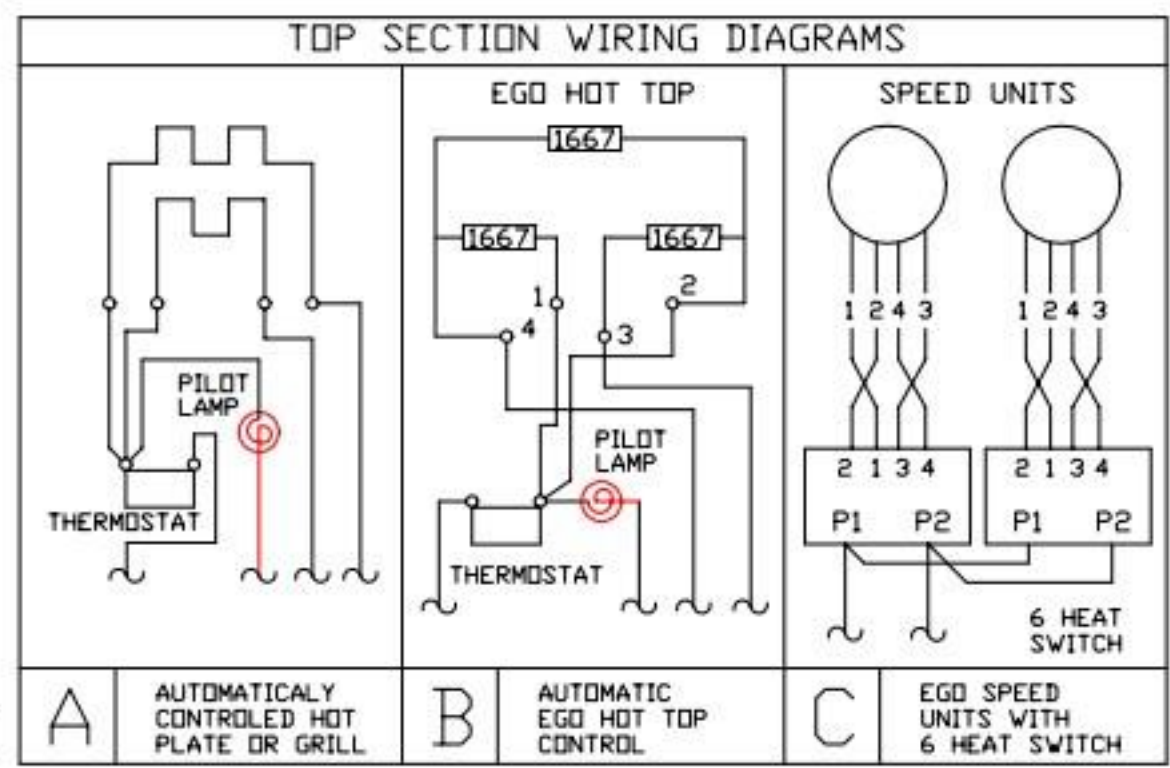 TOP SECTION WIRING DIAGRAMS
PILOT
LAMP
THERMOSTAT
A
AUTOMATICALY
CONTROLED HOT
PLATE OR GRILL
EGO HOT TOP
1667
1667
1667
1
2
4
3
PILOT
LAMP
THERMOSTAT
B
AUTOMATIC
EGO HOT TOP
CONTROL
SPEED UNITS
1 2 4 3
1 2 4 3
2 1 3 4
2 1 3 4
P1 P2
P1 P2
6 HEAT
SWITCH
C
EGO SPEED
UNITS WITH
6 HEAT SWITCH